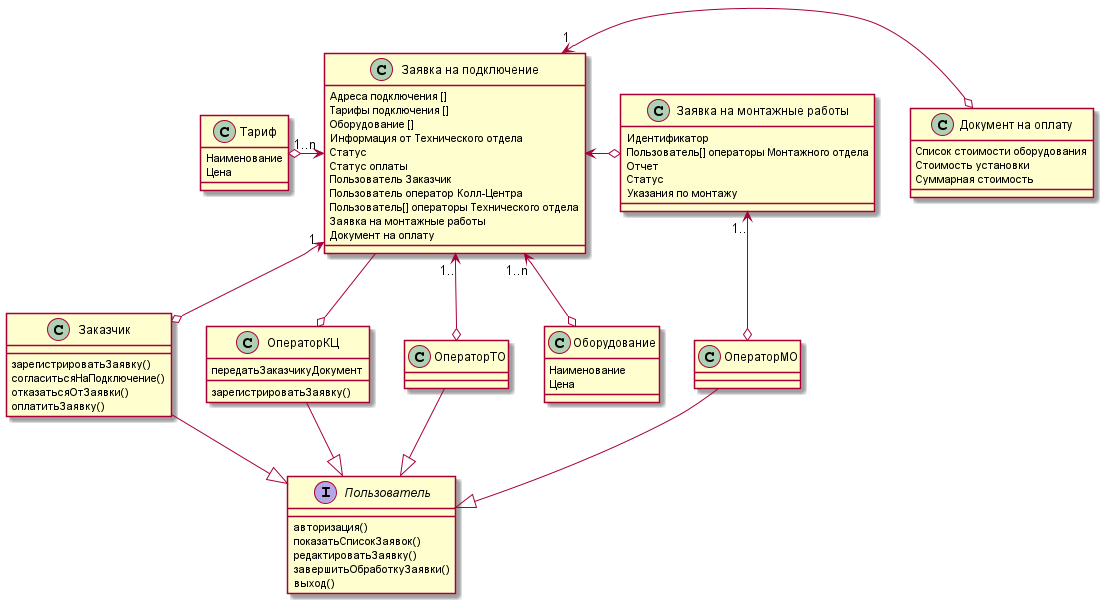 1
C Заявка на подключение
Адреса подключения []
Тарифы подключения []
Оборудование []
Информация от Технического отдела
Статус
Статус оплаты
Пользователь Заказчик
Пользователь оператор Колл-Центра
Пользователь[] операторы Технического отдела
Заявка на монтажные работы
Документ на оплату
C Тариф
Наименование
Цена
1..n
C Заявка на монтажные работы
Идентификатор
Пользователь[] операторы Монтажного отдела
Отчет
Статус
Указания по монтажу
C Документ на оплату
Список стоимости оборудования
Стоимость установки
Суммарная стоимость
1
1..
1..n
1..
C Заказчик
зарегистрироватьЗаявку()
согласитьсяНаПодключение()
отказатьсяОтЗаявки()
оплатитьЗаявку()
C ОператорКЦ
передатьЗаказчикуДокумент
зарегистрироватьЗаявку()
C ОператорТО
C Оборудование
Наименование
Цена
C ОператорМО
I Пользователь
авторизация()
показатьСписокЗаявок()
редактироватьЗаявку()
завершитьОбработкуЗаявки()
выход()